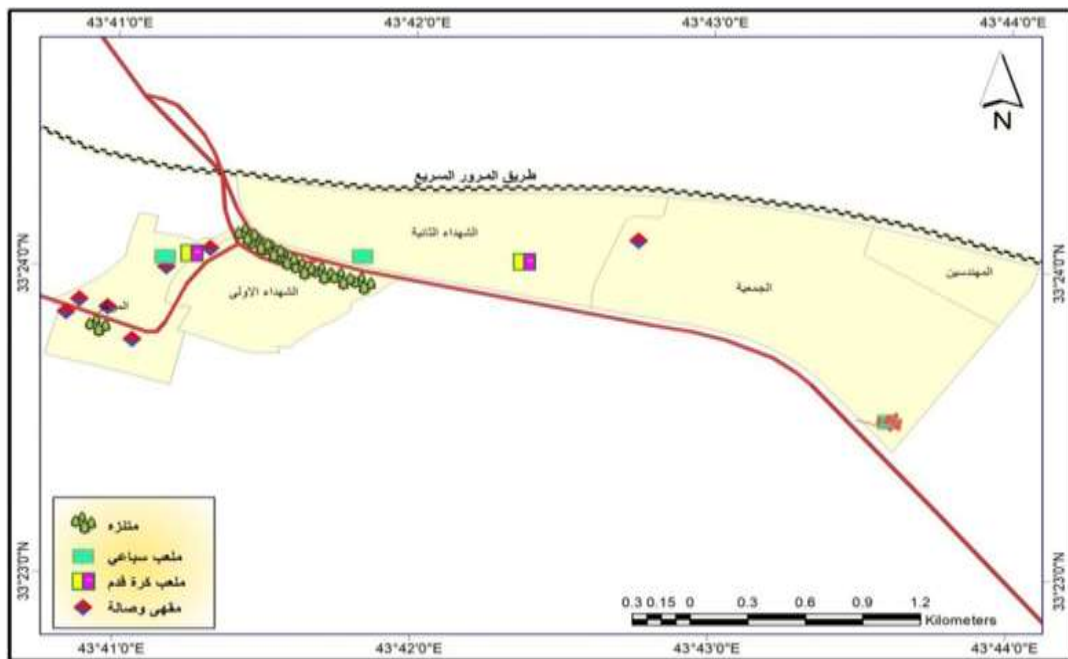 43°41'0"E 43°42'0"E 43°43'0"E 43°44'0"E
N
طريق المرور السريع
33°24'0"N
33°24'0"N
الشهداء الثانية
المهندسين
الشهداء الاولى
الجمعية
33°23'0"N
33°23'0"N
متنزه
ملعب سباعي
ملعب كرة قدم
مقهى وصالة
0.3 0.15 0 0.3 0.6 0.9 1.2
Kilometers
43°41'0"E 43°42'0"E 43°43'0"E 43°44'0"E